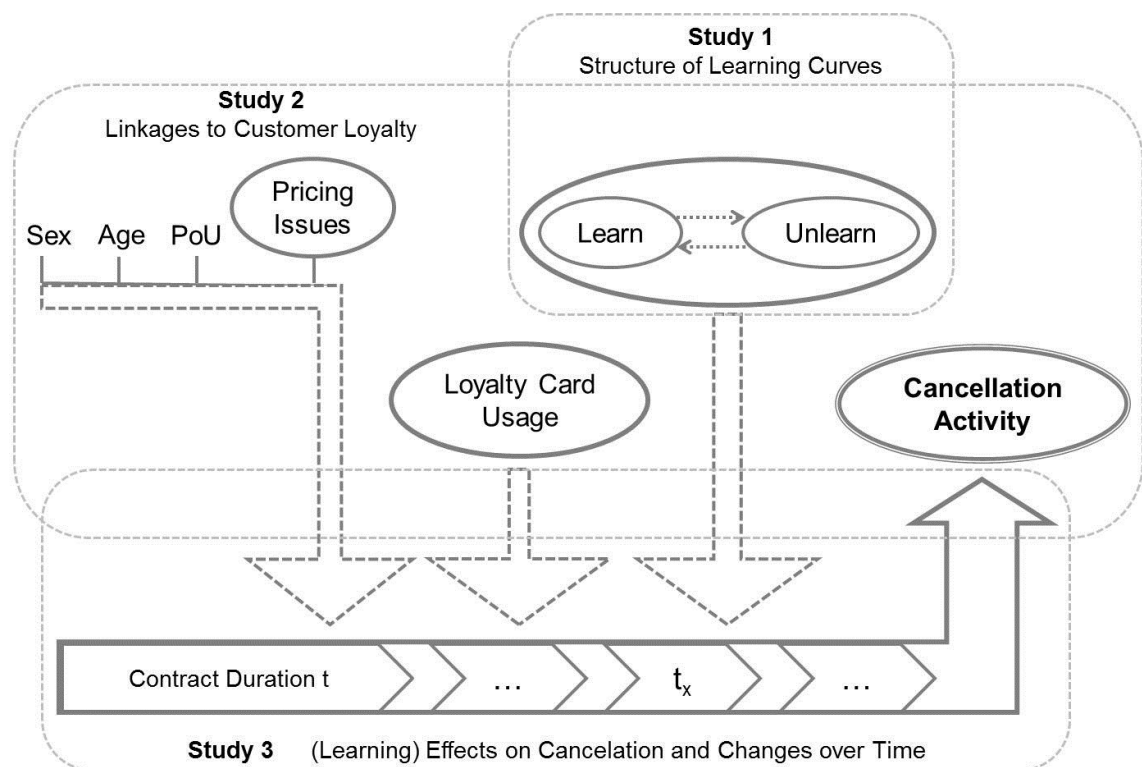 Study 1
Structure of Learning Curves
Study 2
Linkages to Customer Loyalty
Pricing
Issues
Sex Age PoU
Learn Unlearn
Loyalty Card
Usage
Cancellation
Activity
Contract Duration t ... tx ...
Study 3 (Learning) Effects on Cancelation and Changes over Time